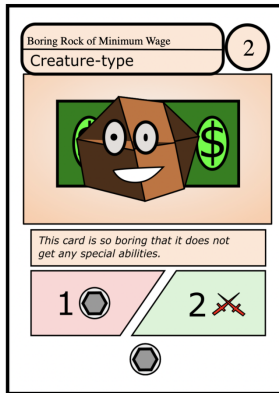 Boring Rock of Minimum Wage
2
Creature-type
$
$
This card is so boring that it does not
get any special abilities.
1
2